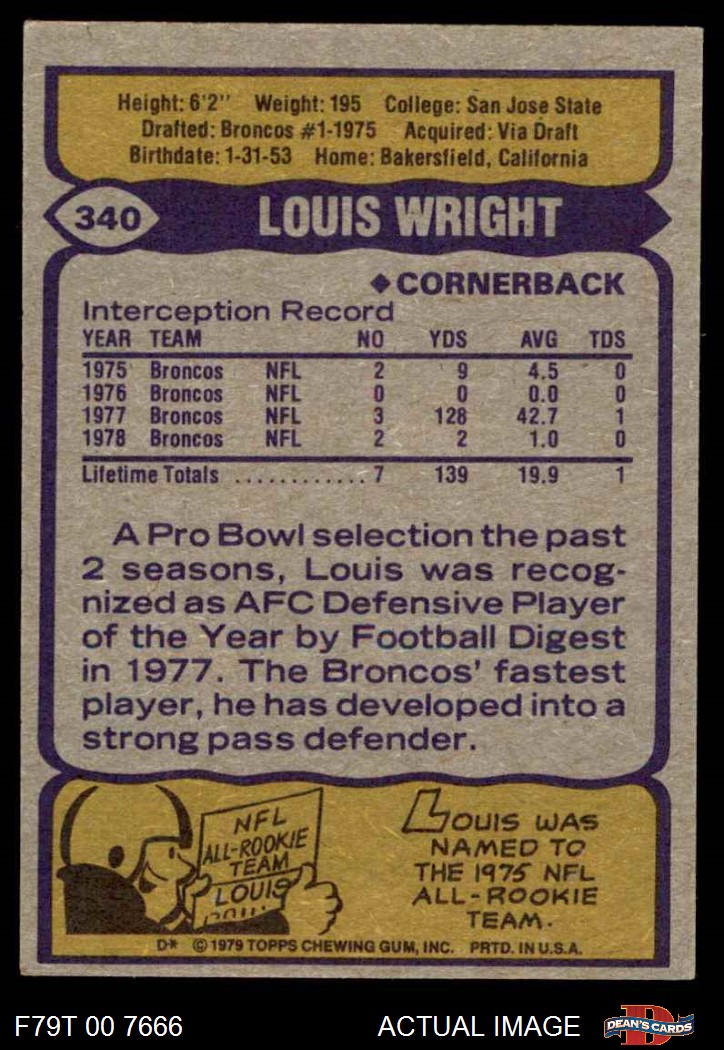 Height: 6'2'' Weight: 195 College: San Jose State
Drafted: Broncos #1-1975 Acquired: Via Draft
Birthdate: 1-31-53 Home: Bakersfield, California
340 LOUIS WRIGHT
◆CORNERBACK
Interception Record
YEAR TEAM NO YDS AVG TDS
1975 Broncos NFL 2 9 4.5 0
1976 Broncos NFL 0 0 0.0 0
1977 Broncos NFL 3 128 42.7 1
1978 Broncos NFL 2 2 1.0 0
Lifetime Totals ............ 7 139 19.9 1
A Pro Bowl selection the past
2 seasons, Louis was recog-
nized as AFC Defensive Player
of the Year by Football Digest
in 1977. The Broncos' fastest
player, he has developed into a
strong pass defender.
NFL
ALL-ROOKIE
TEAM
LOUIS
LOUIS WAS
NAMED TO
THE 1975 NFL
ALL-ROOKIE
TEAM.
D* © 1979 TOPPS CHEWING GUM, INC. PRTD. IN U.S.A.
F79T 00 7666 ACTUAL IMAGE
D
DEAN'S CARDS